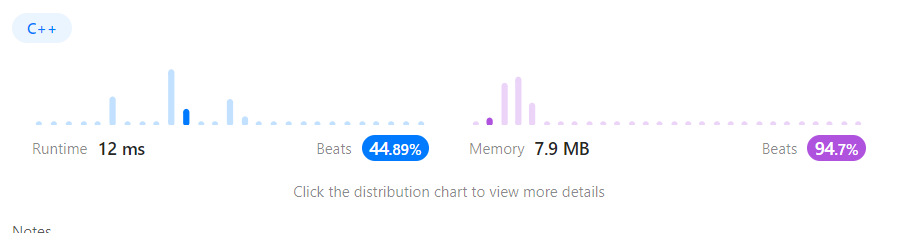 C++
Runtime 12 ms Beats 44.89% Memory 7.9 MB Beats 94.7%
Click the distribution chart to view more details
Notes